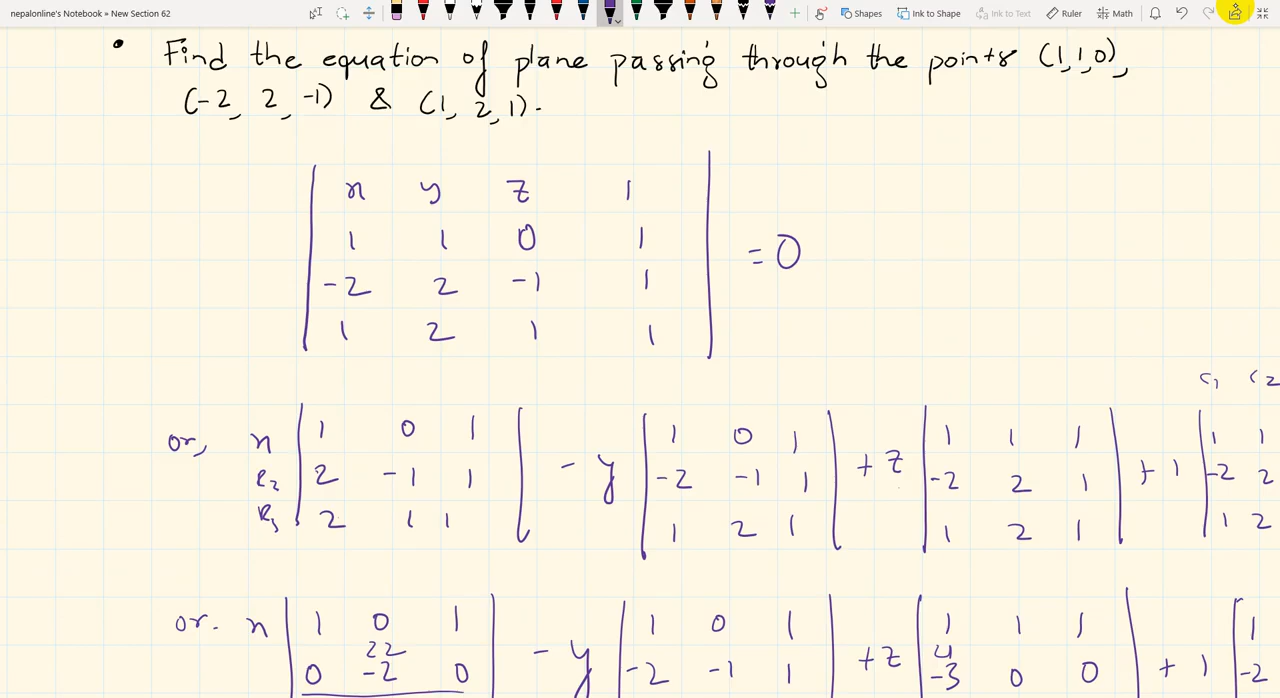 nepalonline's Notebook » New Section 62
Shapes Ink to Shape Ink to Text Ruler Math
• Find the equation of plane passing through the points (1,1,0),
(-2, 2, -1) & (1, 2, 1).
| x y z 1 |
| 1 1 0 1 | = 0
| -2 2 -1 1 |
| 1 2 1 1 |
C1 C2
or, x | 1 0 1 | - y | 1 0 1 | + z | 1 1 1 | + 1 | 1 1
R2 | 2 -1 1 | | -2 -1 1 | | -2 2 1 | | -2 2
R3 | 2 1 1 | | 1 2 1 | | 1 2 1 | | 1 2
or. x | 1 0 1 | - y | 1 0 1 | + z | 1 1 1 | + 1 | 1
| 0 -2 0 | | -2 -1 1 | | -3 0 0 | | -2